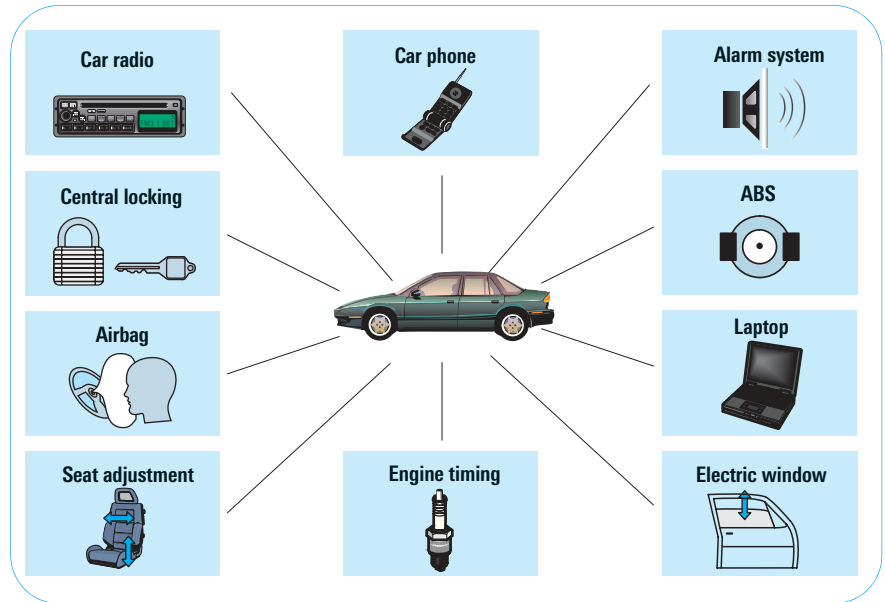 Car radio
Car phone
Alarm system
Central locking
ABS
Airbag
Laptop
Seat adjustment
Engine timing
Electric window